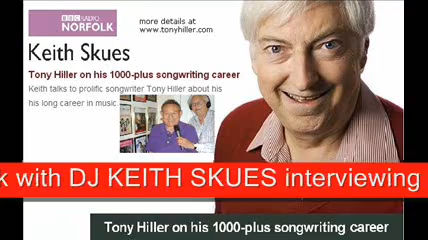 BBC RADIO
NORFOLK
more details at
www.tonyhiller.com
Keith Skues
Tony Hiller on his 1000-plus songwriting career
Keith talks to prolific songwriter Tony Hiller about his
his long career in music
with DJ KEITH SKUES interviewing
Tony Hiller on his 1000-plus songwriting career